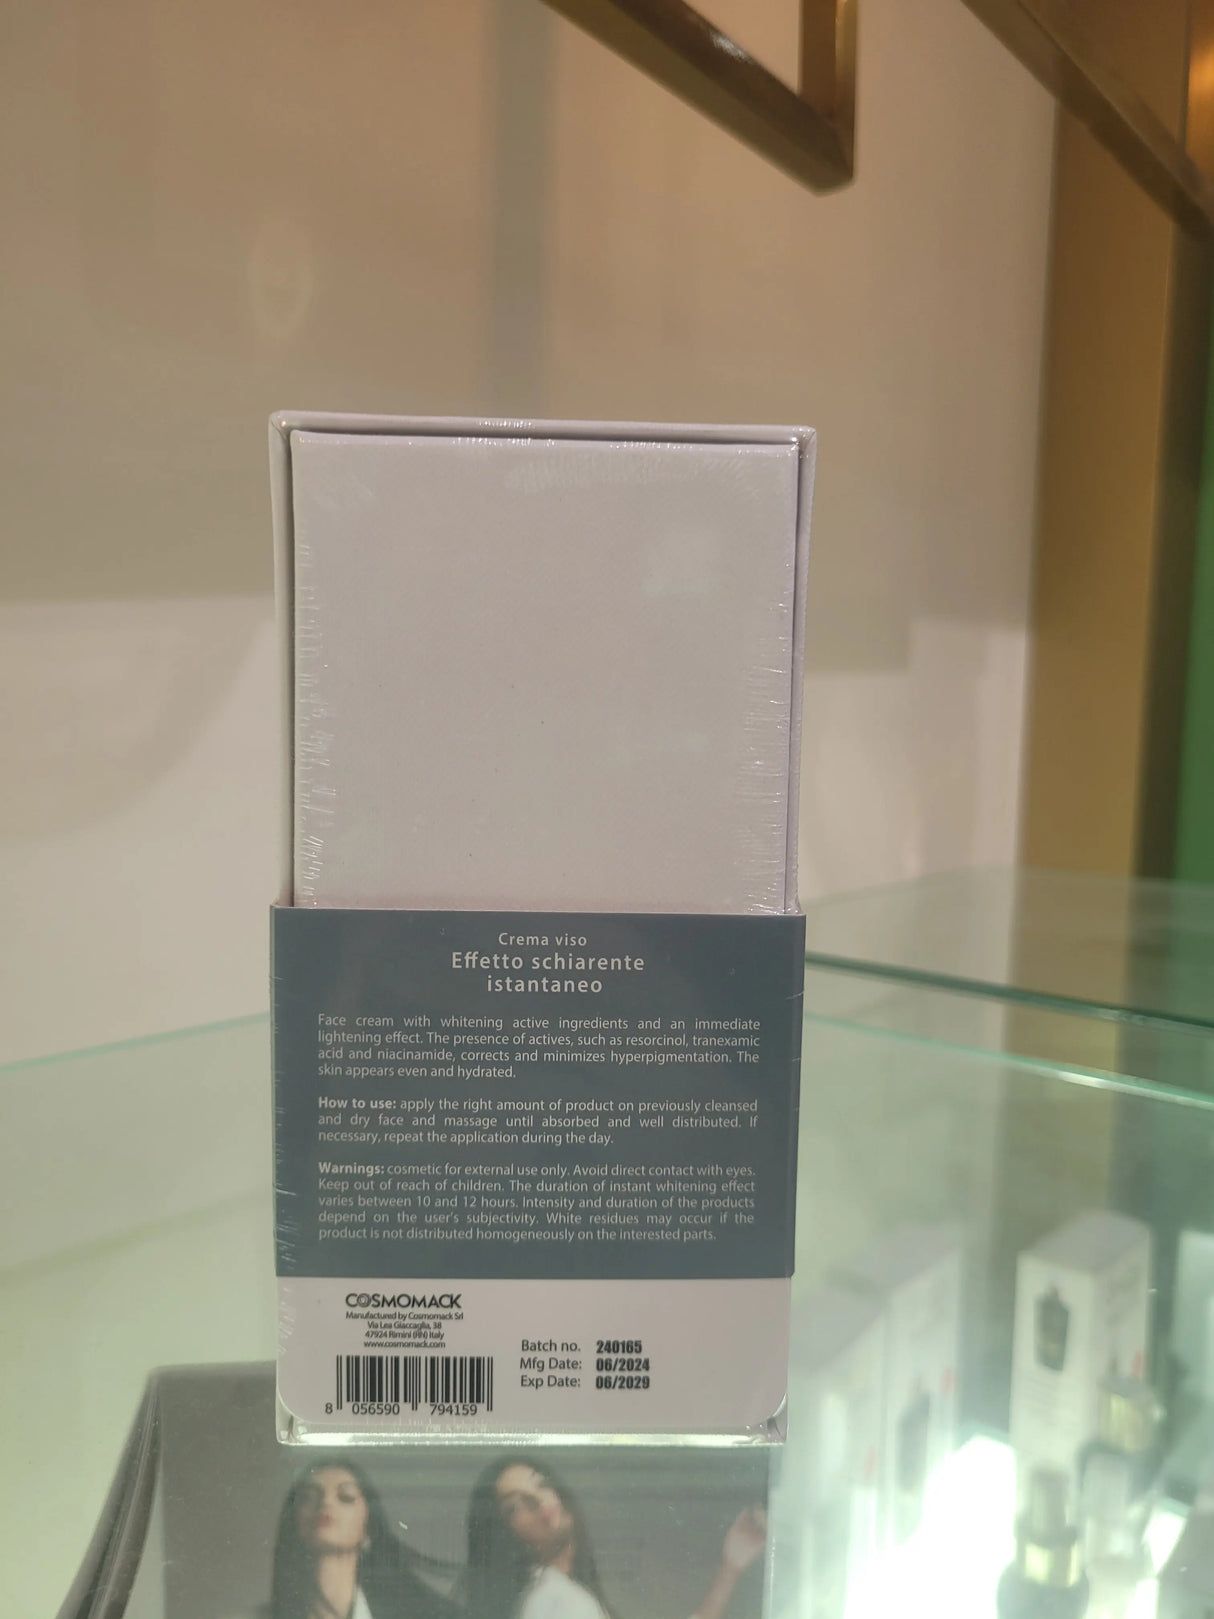 Crema viso
Effetto schiarente
istantaneo
Face cream with whitening active ingredients and an immediate
lightening effect. The presence of actives, such as resorcinol, tranexamic
acid and niacinamide, corrects and minimizes hyperpigmentation. The
skin appears even and hydrated.
How to use: apply the right amount of product on previously cleansed
and dry face and massage until absorbed and well distributed. If
necessary, repeat the application during the day.
Warnings: cosmetic for external use only. Avoid direct contact with eyes.
Keep out of reach of children. The duration of instant whitening effect
varies between 10 and 12 hours. Intensity and duration of the products
depend on the user's subjectivity. White residues may occur if the
product is not distributed homogeneously on the interested parts.
COSMOMACK
Manufactured by Cosmomack Srl
Via Lea Giaccaglia, 38
47924 Rimini (RN) Italy
www.cosmomack.com
Batch no. 240165
Mfg Date: 06/2024
Exp Date: 06/2029
8 056590 794159